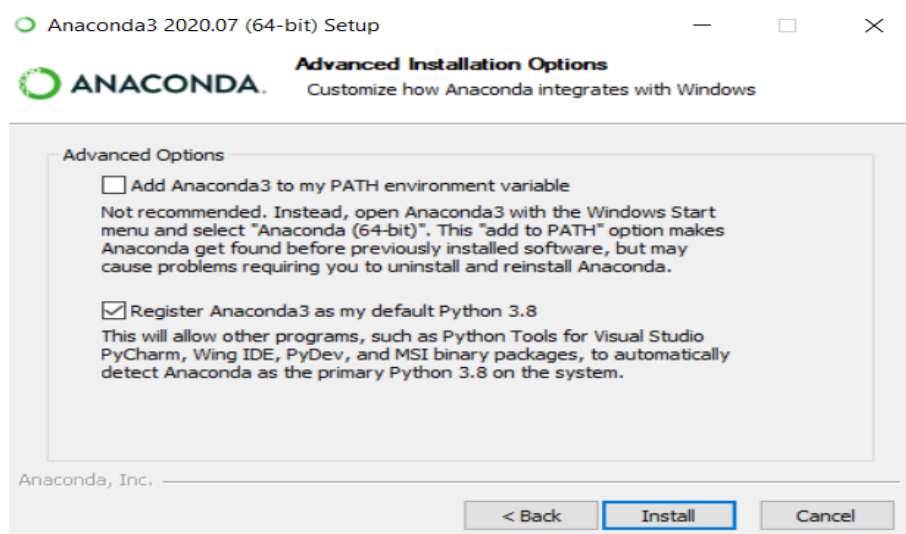 Anaconda3 2020.07 (64-bit) Setup
ANACONDA.
Advanced Installation Options
Customize how Anaconda integrates with Windows
Advanced Options
Add Anaconda3 to my PATH environment variable
Not recommended. Instead, open Anaconda3 with the Windows Start
menu and select "Anaconda (64-bit)". This "add to PATH" option makes
Anaconda get found before previously installed software, but may
cause problems requiring you to uninstall and reinstall Anaconda.
Register Anaconda3 as my default Python 3.8
This will allow other programs, such as Python Tools for Visual Studio
PyCharm, Wing IDE, PyDev, and MSI binary packages, to automatically
detect Anaconda as the primary Python 3.8 on the system.
Anaconda, Inc.
< Back Install Cancel